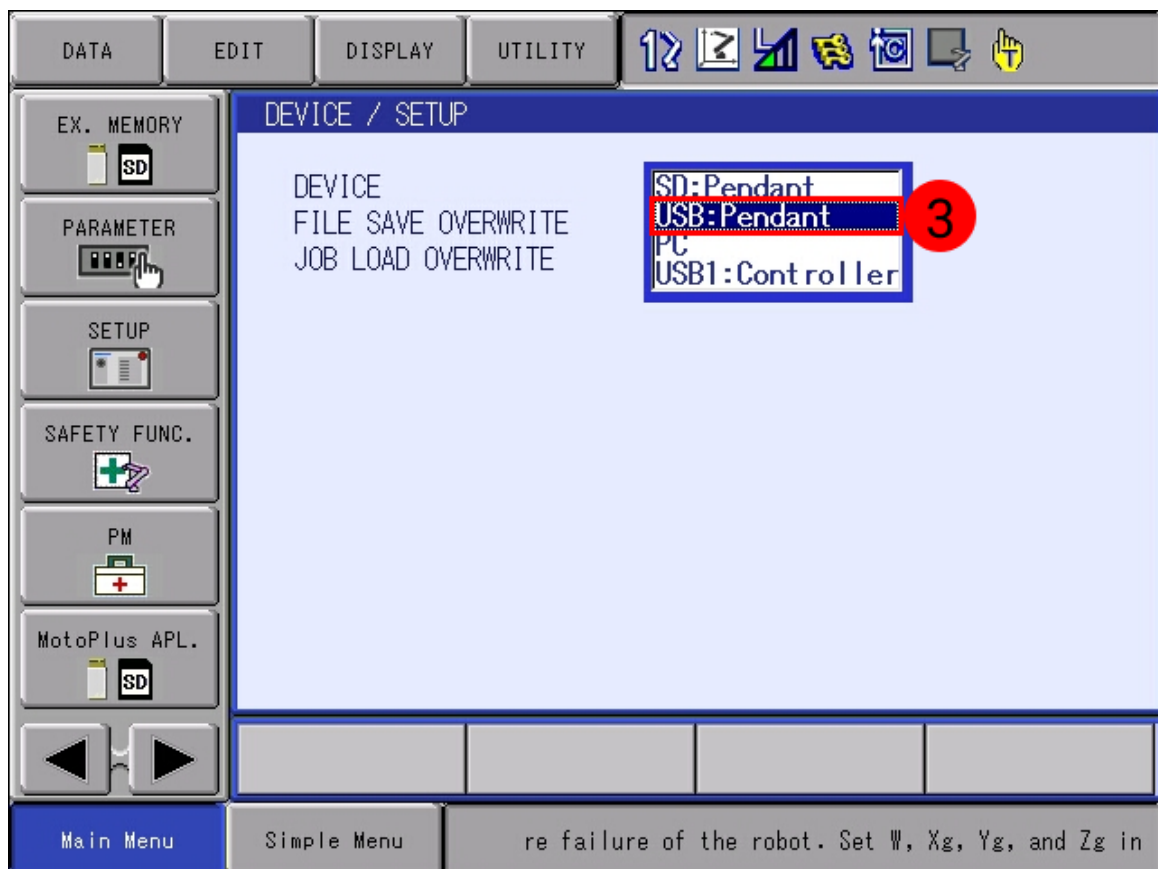 DATA EDIT DISPLAY UTILITY
EX. MEMORY
SD
PARAMETER
SETUP
SAFETY FUNC.
PM
MotoPlus APL.
SD
DEVICE / SETUP
DEVICE
FILE SAVE OVERWRITE
JOB LOAD OVERWRITE
SD:Pendant
USB:Pendant
PC
USB1:Controller
3
Main Menu
Simple Menu
re failure of the robot. Set W, Xg, Yg, and Zg in